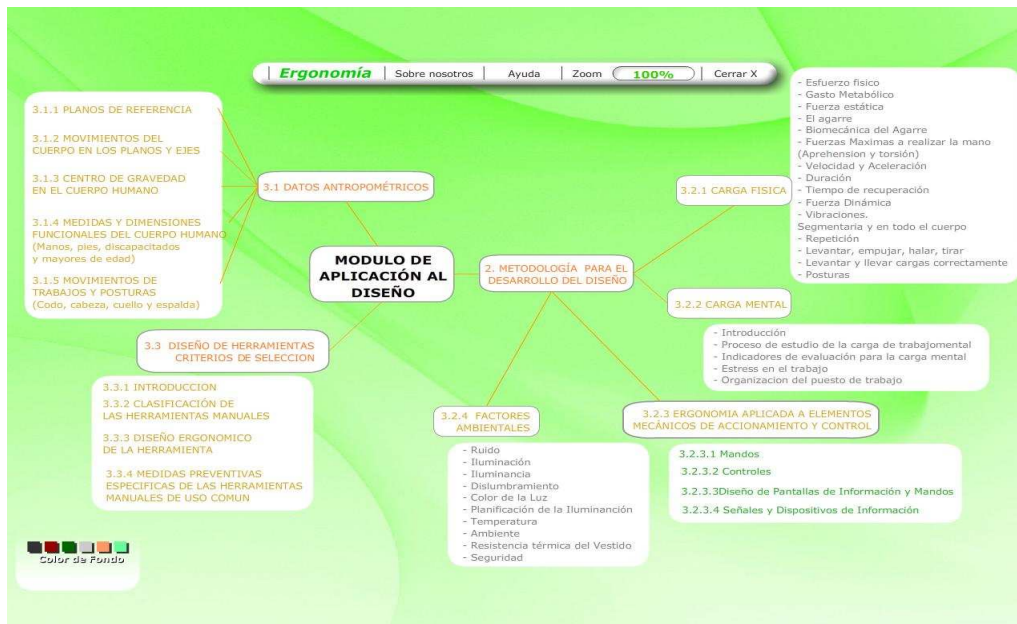 Ergonomía | Sobre nosotros | Ayuda | Zoom 100% | Cerrar X
3.1.1 PLANOS DE REFERENCIA
3.1.2 MOVIMIENTOS DEL
CUERPO EN LOS PLANOS Y EJES
3.1.3 CENTRO DE GRAVEDAD
EN EL CUERPO HUMANO
3.1.4 MEDIDAS Y DIMENSIONES
FUNCIONALES DEL CUERPO HUMANO
(Manos, pies, discapacitados
y mayores de edad)
3.1.5 MOVIMIENTOS DE
TRABAJOS Y POSTURAS
(Codo, cabeza, cuello y espalda)
3.1 DATOS ANTROPOMÉTRICOS
MODULO DE
APLICACIÓN AL
DISEÑO
2. METODOLOGÍA PARA EL
DESARROLLO DEL DISEÑO
3.2.1 CARGA FISICA
- Esfuerzo fisico
- Gasto Metabólico
- Fuerza estática
- El agarre
- Biomecánica del Agarre
- Fuerzas Maximas a realizar la mano
(Aprehension y torsión)
- Velocidad y Aceleración
- Duración
- Tiempo de recuperación
- Fuerza Dinámica
- Vibraciones.
Segmentaria y en todo el cuerpo
- Repetición
- Levantar, empujar, halar, tirar
- Levantar y llevar cargas correctamente
- Posturas
3.2.2 CARGA MENTAL
- Introducción
- Proceso de estudio de la carga de trabajomental
- Indicadores de evaluación para la carga mental
- Estress en el trabajo
- Organizacion del puesto de trabajo
3.3 DISEÑO DE HERRAMIENTAS
CRITERIOS DE SELECCION
3.3.1 INTRODUCCION
3.3.2 CLASIFICACIÓN DE
LAS HERRAMIENTAS MANUALES
3.3.3 DISEÑO ERGONOMICO
DE LA HERRAMIENTA
3.3.4 MEDIDAS PREVENTIVAS
ESPECIFICAS DE LAS HERRAMIENTAS
MANUALES DE USO COMUN
3.2.4 FACTORES
AMBIENTALES
- Ruido
- Iluminación
- Iluminancia
- Dislumbramiento
- Color de la Luz
- Planificación de la Iluminanción
- Temperatura
- Ambiente
- Resistencia térmica del Vestido
- Seguridad
3.2.3 ERGONOMIA APLICADA A ELEMENTOS
MECÁNICOS DE ACCIONAMIENTO Y CONTROL
3.2.3.1 Mandos
3.2.3.2 Controles
3.2.3.3Diseño de Pantallas de Información y Mandos
3.2.3.4 Señales y Dispositivos de Información
Color de Fondo